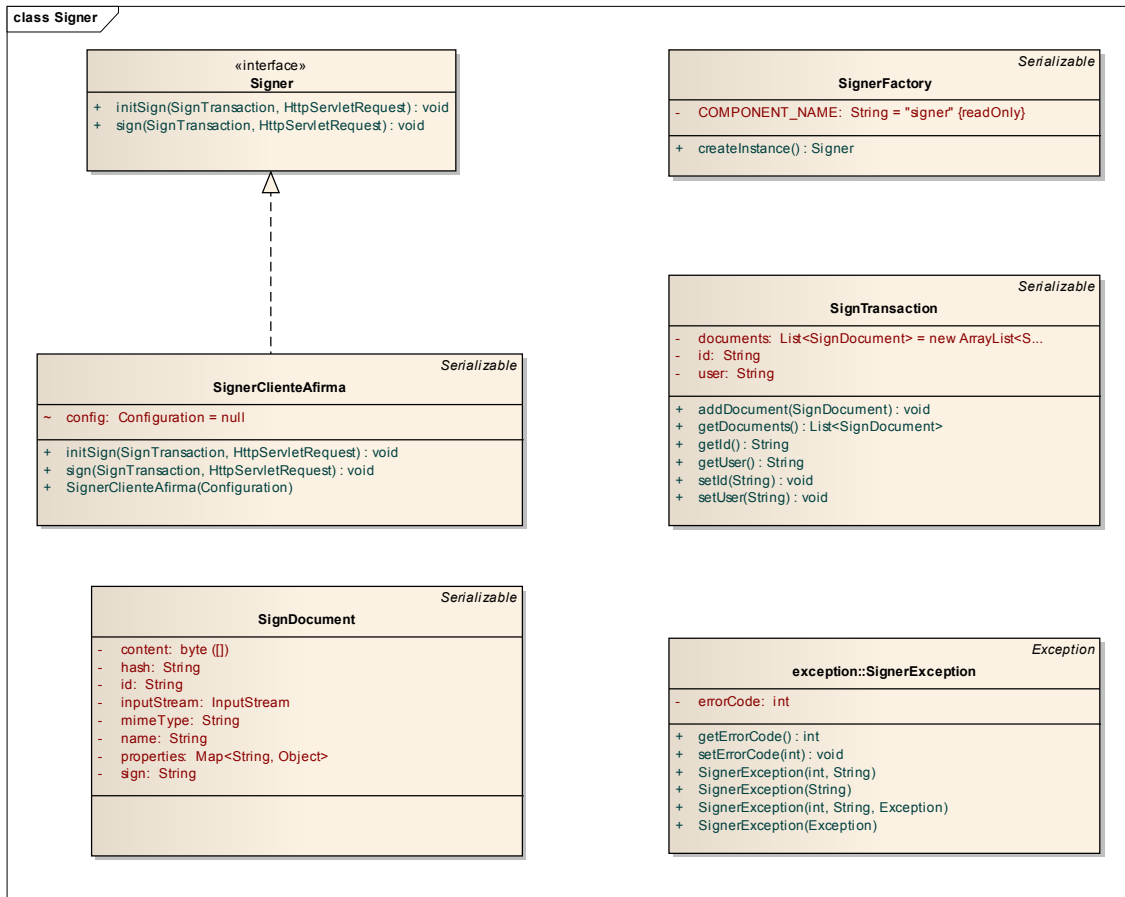 class Signer
«interface»
Signer
+ initSign(SignTransaction, HttpServletRequest) : void
+ sign(SignTransaction, HttpServletRequest) : void
Serializable
SignerFactory
- COMPONENT_NAME: String = "signer" {readOnly}
+ createInstance() : Signer
Serializable
SignTransaction
- documents: List<SignDocument> = new ArrayList<S...
- id: String
- user: String
+ addDocument(SignDocument) : void
+ getDocuments() : List<SignDocument>
+ getId() : String
+ getUser() : String
+ setId(String) : void
+ setUser(String) : void
Serializable
SignerClienteAfirma
~ config: Configuration = null
+ initSign(SignTransaction, HttpServletRequest) : void
+ sign(SignTransaction, HttpServletRequest) : void
+ SignerClienteAfirma(Configuration)
Serializable
SignDocument
- content: byte ([])
- hash: String
- id: String
- inputStream: InputStream
- mimeType: String
- name: String
- properties: Map<String, Object>
- sign: String
Exception
exception::SignerException
- errorCode: int
+ getErrorCode() : int
+ setErrorCode(int) : void
+ SignerException(int, String)
+ SignerException(String)
+ SignerException(int, String, Exception)
+ SignerException(Exception)